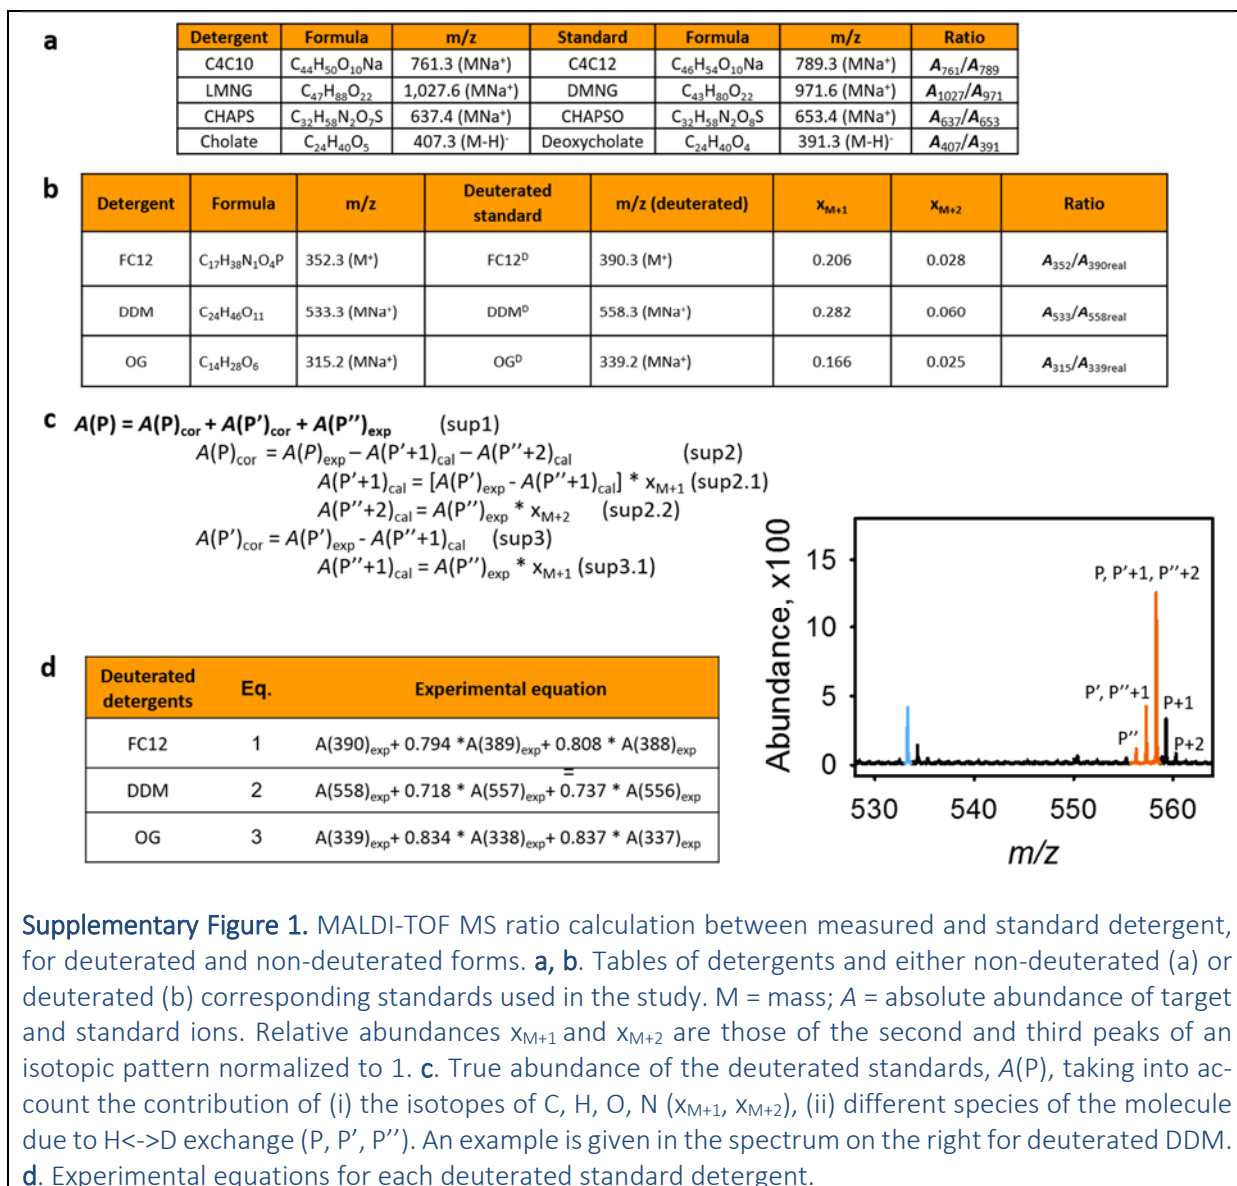 a
Detergent Formula m/z Standard Formula m/z Ratio
C4C10 C44H50O10Na 761.3 (MNa+) C4C12 C46H54O10Na 789.3 (MNa+) A761/A789
LMNG C47H88O22 1,027.6 (MNa+) DMNG C43H80O22 971.6 (MNa+) A1027/A971
CHAPS C32H58N2O7S 637.4 (MNa+) CHAPSO C32H58N2O8S 653.4 (MNa+) A637/A653
Cholate C24H40O5 407.3 (M-H)- Deoxycholate C24H40O4 391.3 (M-H)- A407/A391
b
Detergent Formula m/z Deuterated standard m/z (deuterated) xM+1 xM+2 Ratio
FC12 C17H38N1O4P 352.3 (M+) FC12D 390.3 (M+) 0.206 0.028 A352/A390real
DDM C24H46O11 533.3 (MNa+) DDMD 558.3 (MNa+) 0.282 0.060 A533/A558real
OG C14H28O6 315.2 (MNa+) OGD 339.2 (MNa+) 0.166 0.025 A315/A339real
c A(P) = A(P)cor + A(P')cor + A(P'')exp (sup1)
A(P)cor = A(P)exp – A(P'+1)cal – A(P''+2)cal (sup2)
A(P'+1)cal = [A(P')exp - A(P''+1)cal] * xM+1 (sup2.1)
A(P''+2)cal = A(P'')exp * xM+2 (sup2.2)
A(P')cor = A(P')exp - A(P''+1)cal (sup3)
A(P''+1)cal = A(P'')exp * xM+1 (sup3.1)
Abundance, x100
15
10
5
0
P, P'+1, P''+2
P', P''+1
P+1
P''
P+2
530 540 550 560
m/z
d
Deuterated detergents Eq. Experimental equation
FC12 1 A(390)exp+ 0.794 *A(389)exp+ 0.808 * A(388)exp
=
DDM 2 A(558)exp+ 0.718 * A(557)exp+ 0.737 * A(556)exp
OG 3 A(339)exp+ 0.834 * A(338)exp+ 0.837 * A(337)exp
Supplementary Figure 1. MALDI-TOF MS ratio calculation between measured and standard detergent,
for deuterated and non-deuterated forms. a, b. Tables of detergents and either non-deuterated (a) or
deuterated (b) corresponding standards used in the study. M = mass; A = absolute abundance of target
and standard ions. Relative abundances xM+1 and xM+2 are those of the second and third peaks of an
isotopic pattern normalized to 1. c. True abundance of the deuterated standards, A(P), taking into ac-
count the contribution of (i) the isotopes of C, H, O, N (xM+1, xM+2), (ii) different species of the molecule
due to H<->D exchange (P, P', P''). An example is given in the spectrum on the right for deuterated DDM.
d. Experimental equations for each deuterated standard detergent.